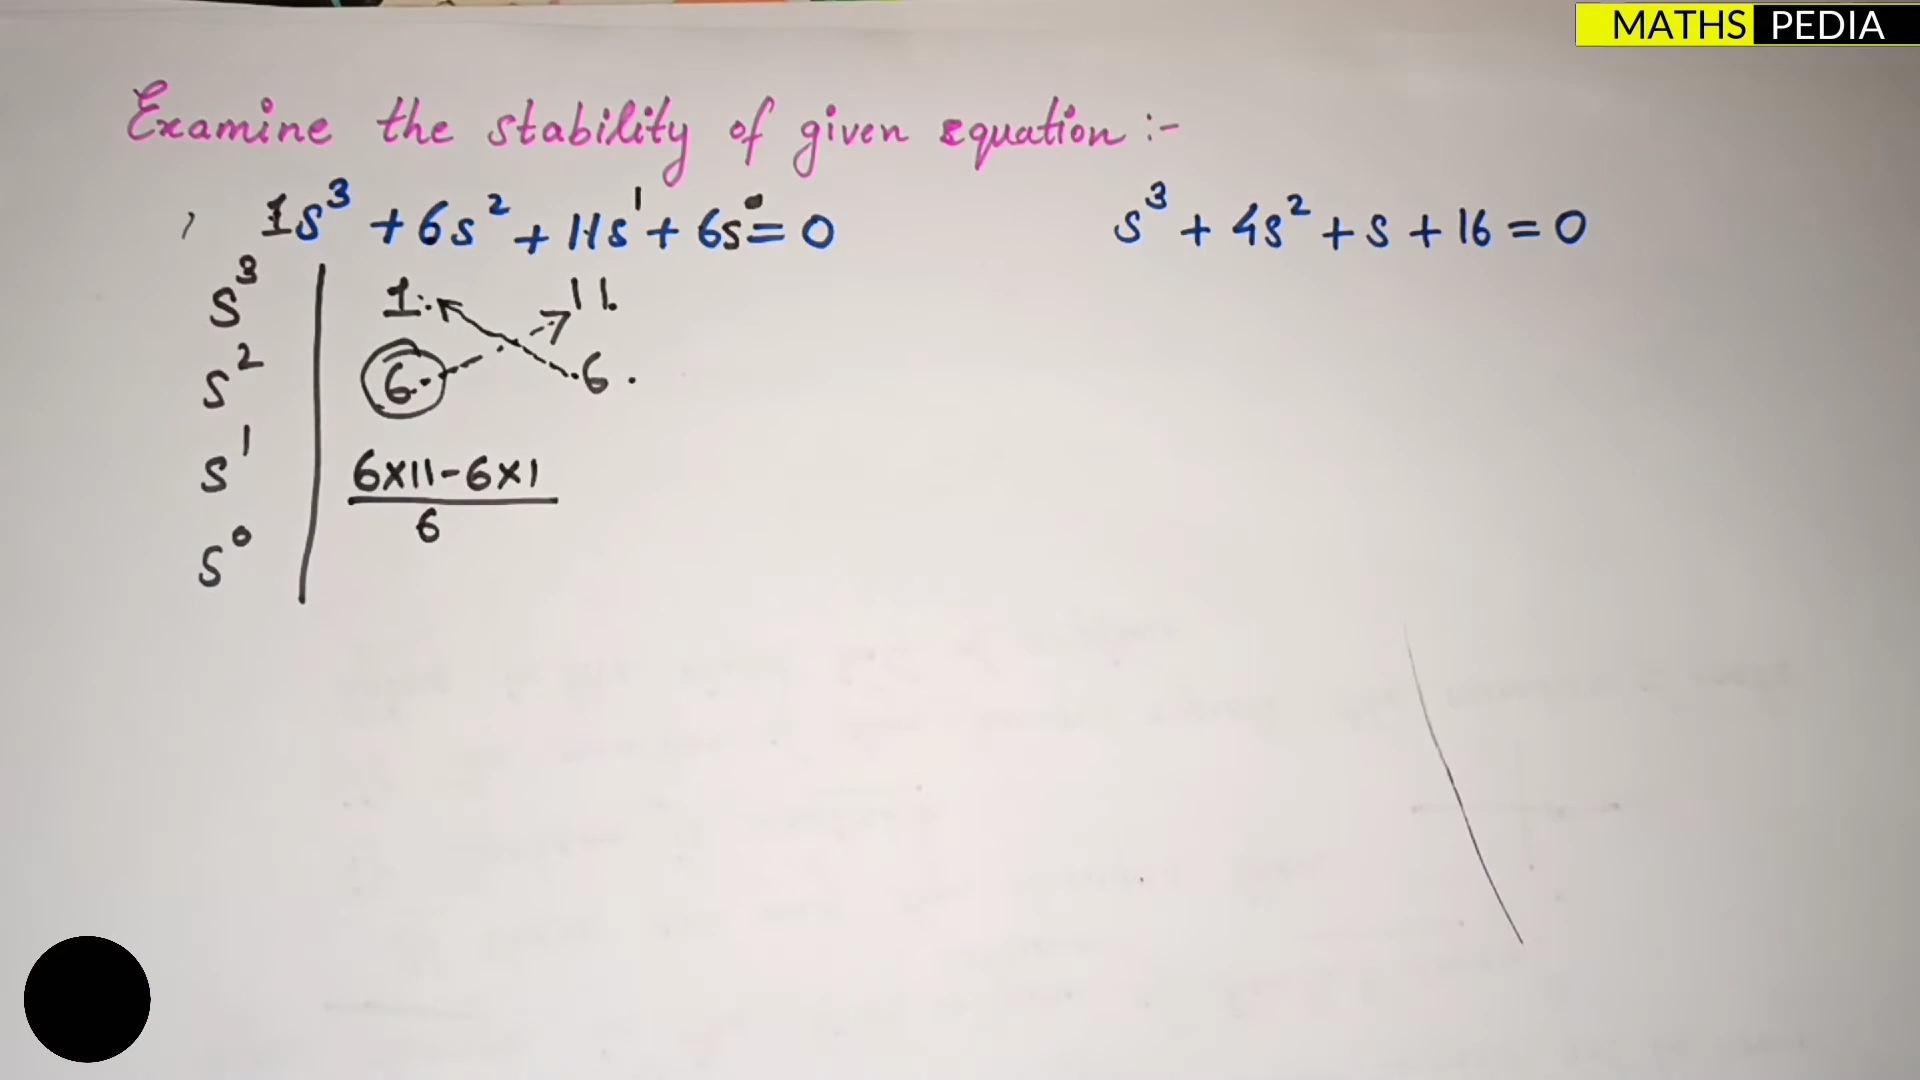 MATHS PEDIA
Examine the stability of given equation :-
1s³ + 6s² + 11s¹ + 6s⁰ = 0
s³ + 4s² + s + 16 = 0
s³ 1 11
s² 6 6
s¹ 6×11-6×1
6
s⁰